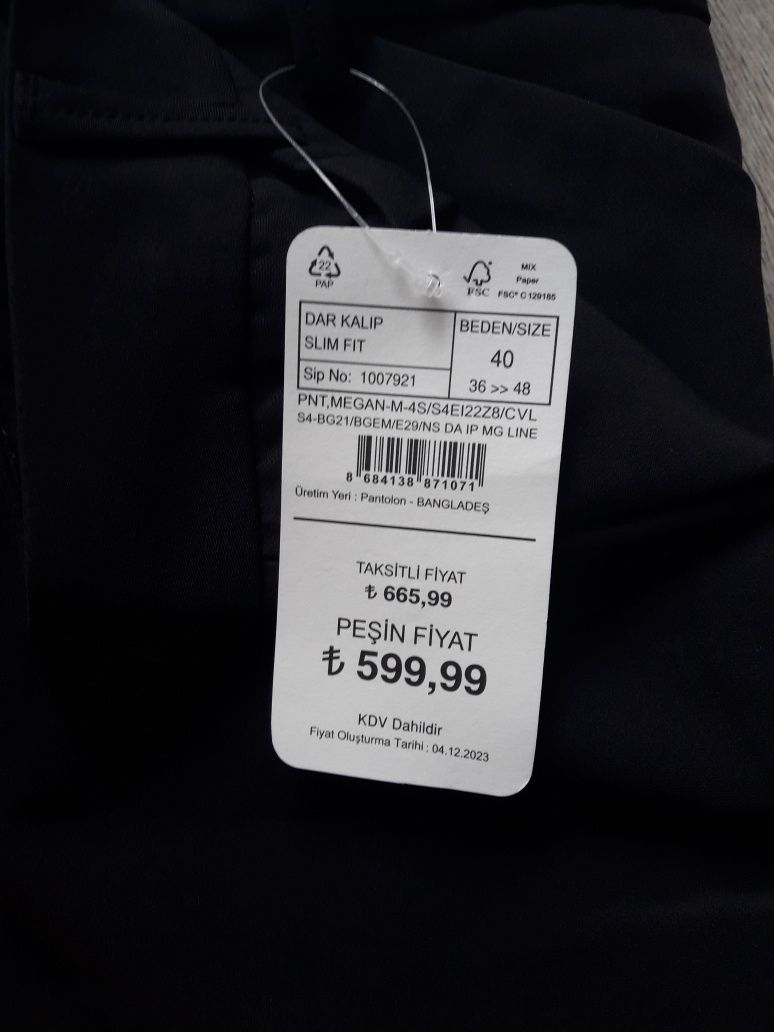 22
PAP
FSC
MIX
Paper
FSC® C129185
DAR KALIP
SLIM FIT
Sip No: 1007921
BEDEN/SIZE
40
36 >> 48
PNT,MEGAN-M-4S/S4EI22Z8/CVL
S4-BG21/BGEM/E29/NS DA IP MG LINE
8 684138 871071
Üretim Yeri : Pantolon - BANGLADEŞ
TAKSİTLİ FİYAT
₺ 665,99
PEŞİN FİYAT
₺ 599,99
KDV Dahildir
Fiyat Oluşturma Tarihi : 04.12.2023